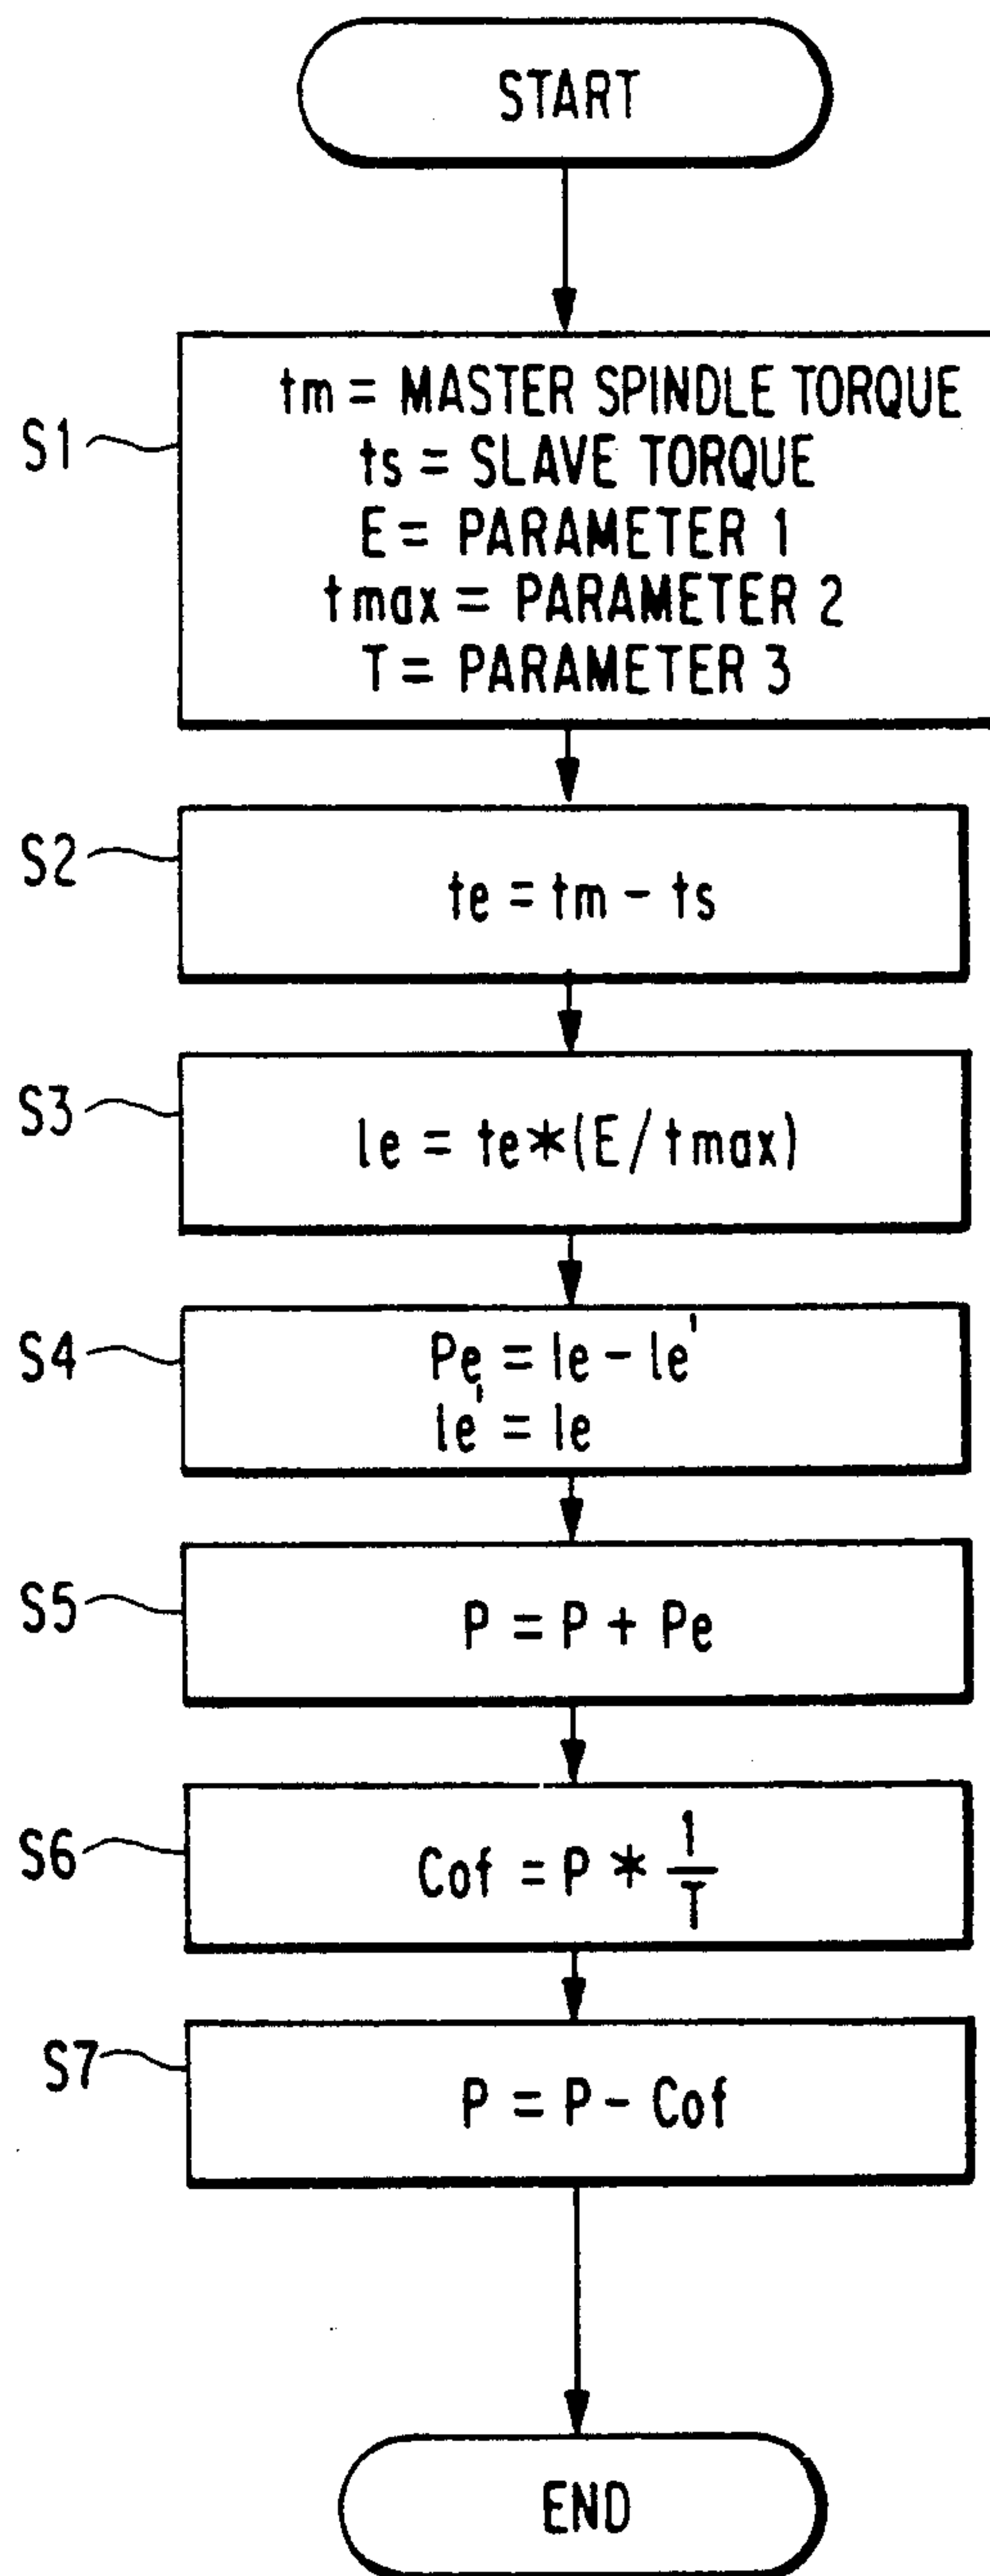 START
S1
tm = MASTER SPINDLE TORQUE
ts = SLAVE TORQUE
E = PARAMETER 1
tmax = PARAMETER 2
T = PARAMETER 3
S2
te = tm - ts
S3
le = te*(E/tmax)
S4
Pe = le - le'
le' = le
S5
P = P + Pe
S6
Cof = P * 1/T
S7
P = P - Cof
END